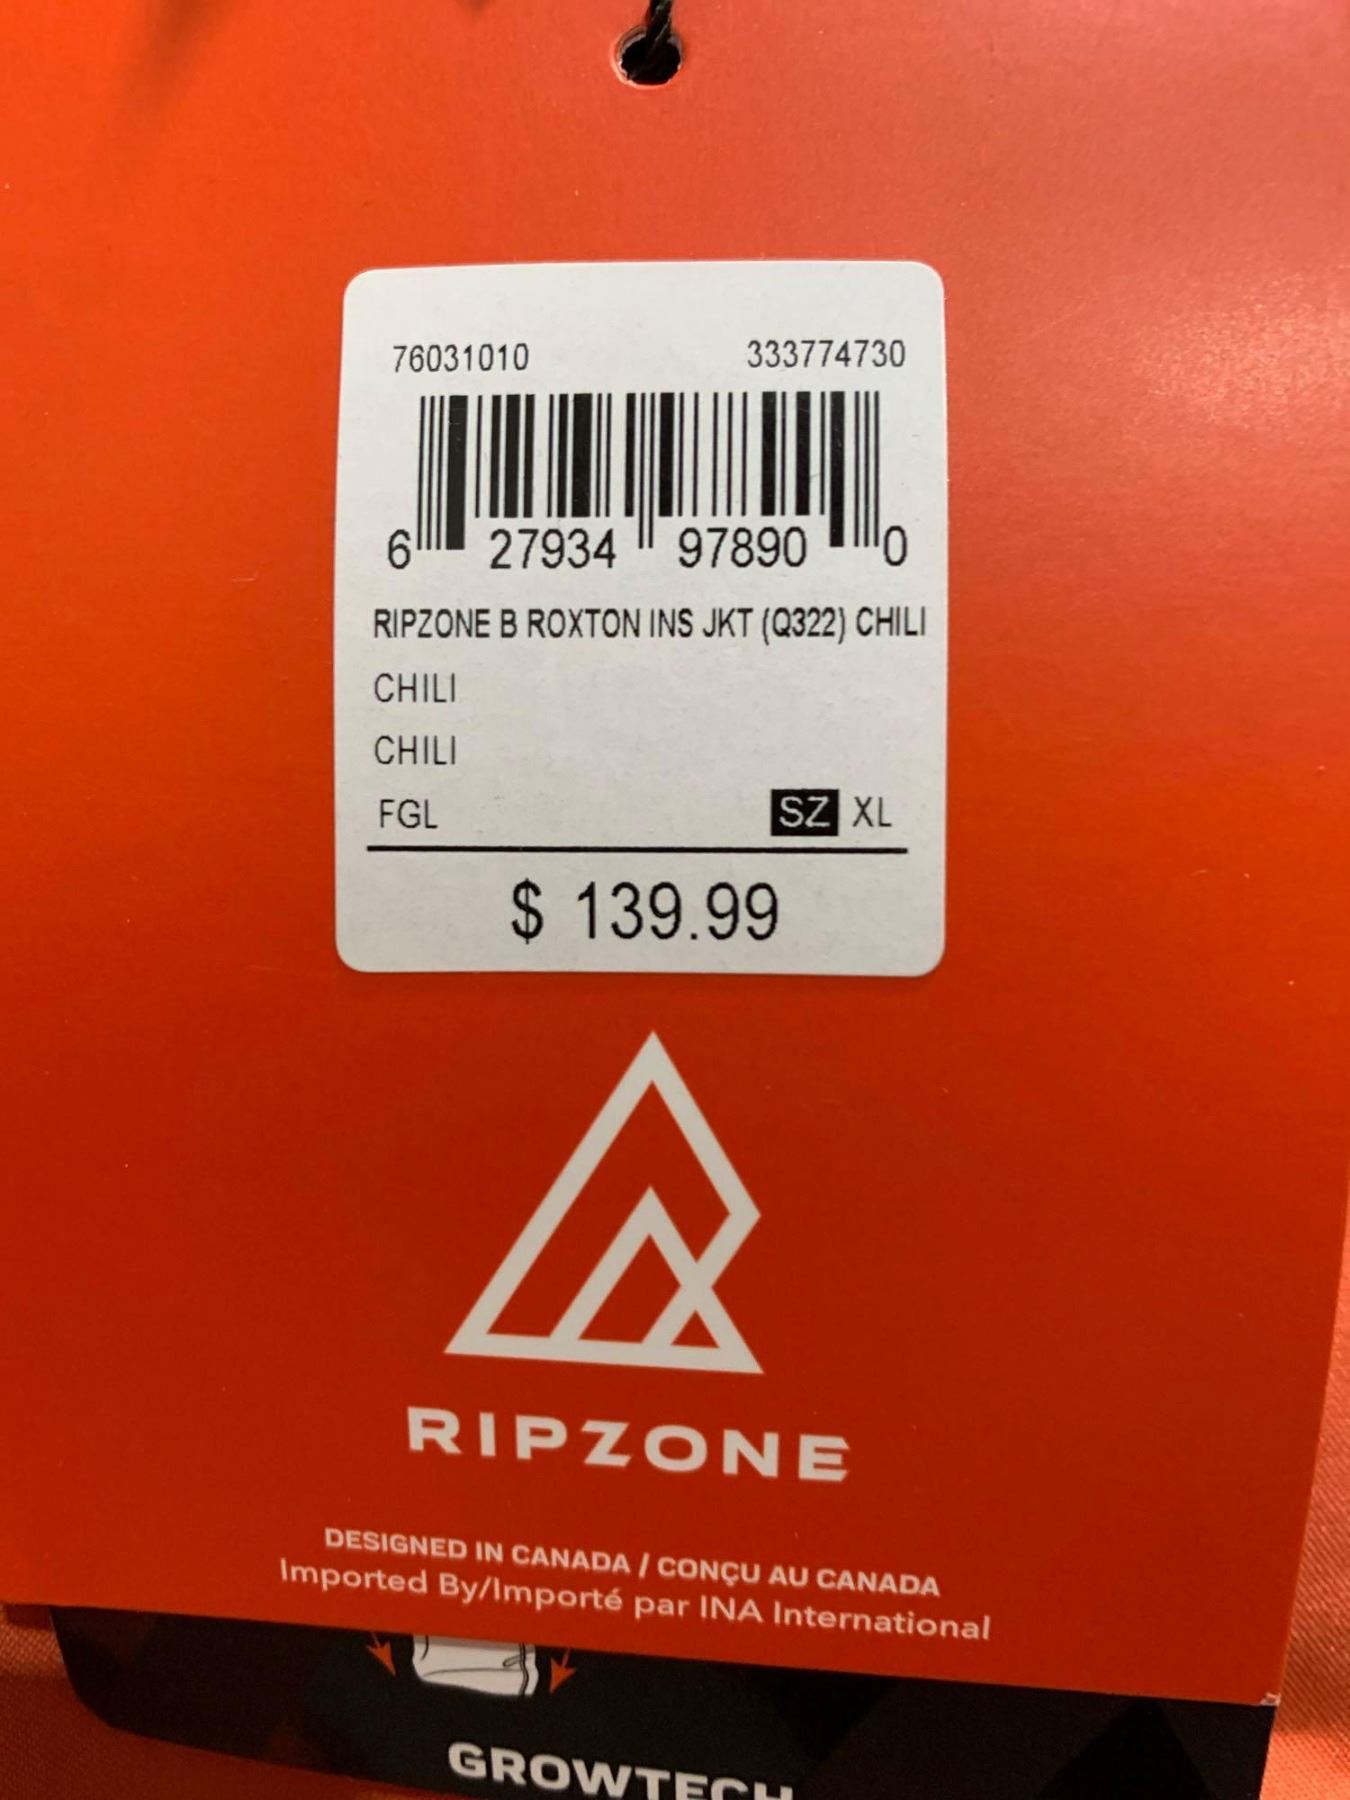 76031010 333774730
6 27934 97890 0
RIPZONE B ROXTON INS JKT (Q322) CHILI
CHILI
CHILI
FGL SZ XL
$ 139.99
RIPZONE
DESIGNED IN CANADA / CONÇU AU CANADA
Imported By/Importé par INA International
GROWTECH